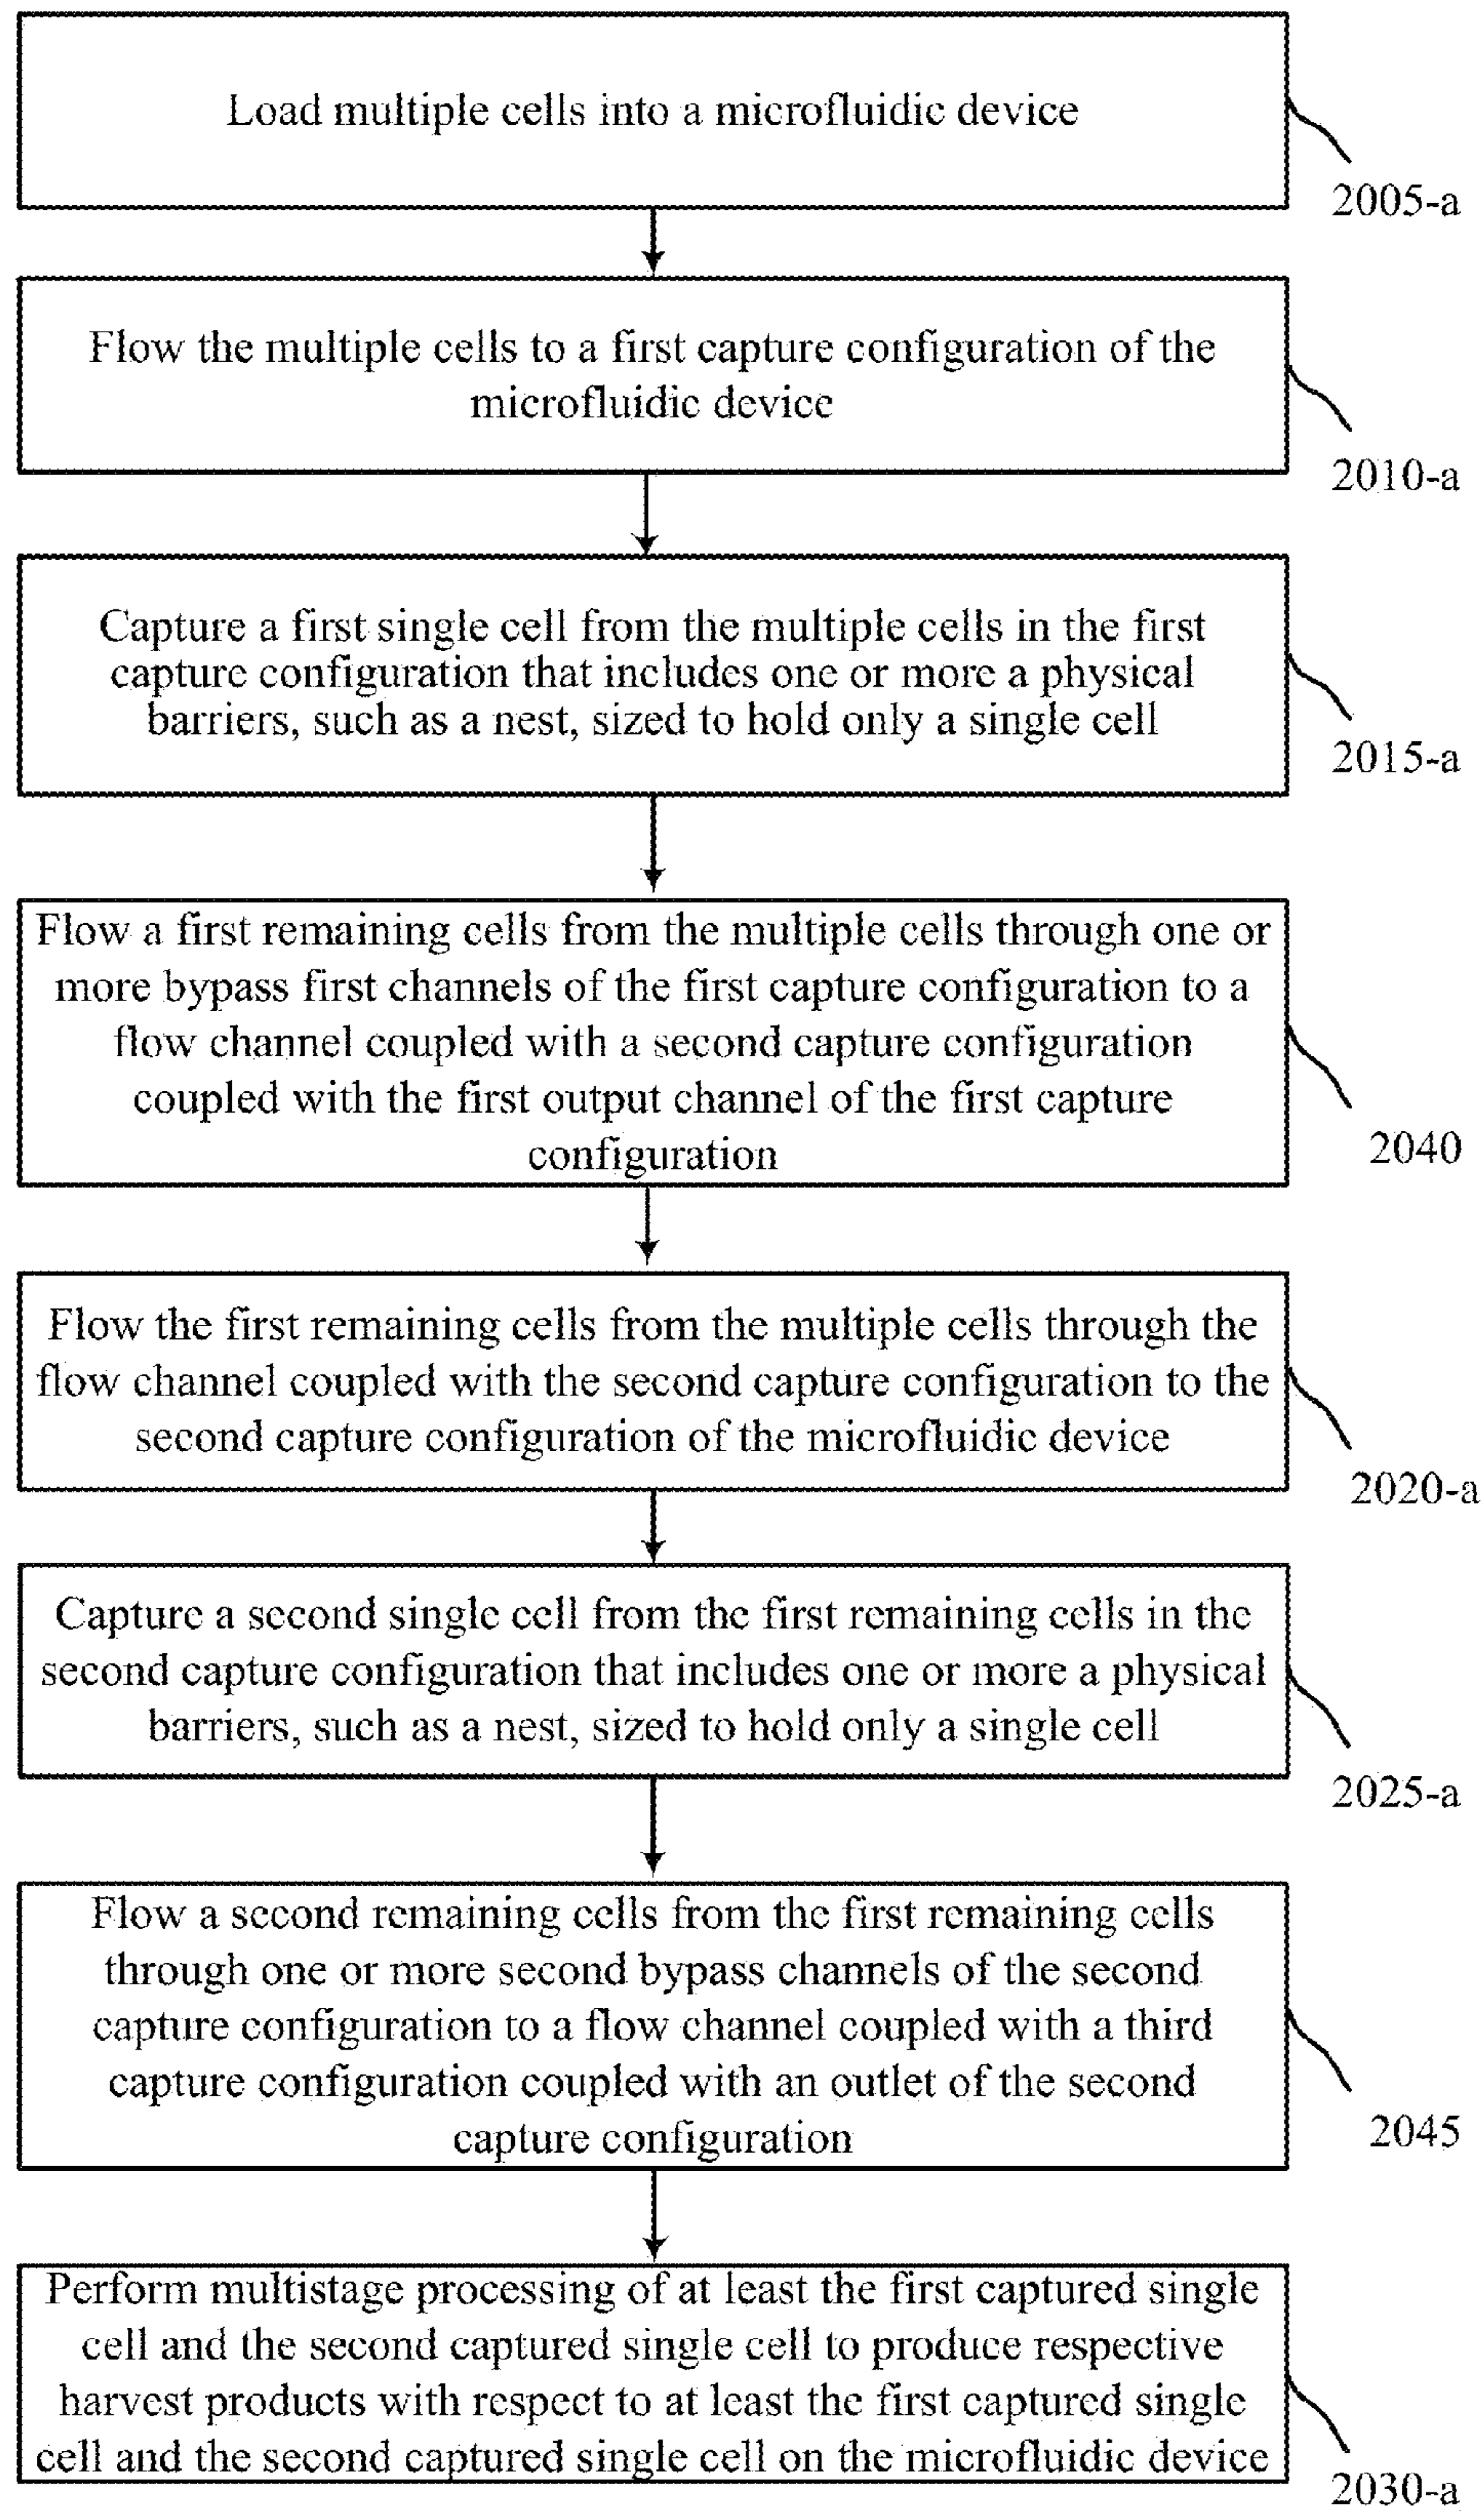 Load multiple cells into a microfluidic device
2005-a
Flow the multiple cells to a first capture configuration of the
microfluidic device
2010-a
Capture a first single cell from the multiple cells in the first
capture configuration that includes one or more a physical
barriers, such as a nest, sized to hold only a single cell
2015-a
Flow a first remaining cells from the multiple cells through one or
more bypass first channels of the first capture configuration to a
flow channel coupled with a second capture configuration
coupled with the first output channel of the first capture
configuration
2040
Flow the first remaining cells from the multiple cells through the
flow channel coupled with the second capture configuration to the
second capture configuration of the microfluidic device
2020-a
Capture a second single cell from the first remaining cells in the
second capture configuration that includes one or more a physical
barriers, such as a nest, sized to hold only a single cell
2025-a
Flow a second remaining cells from the first remaining cells
through one or more second bypass channels of the second
capture configuration to a flow channel coupled with a third
capture configuration coupled with an outlet of the second
capture configuration
2045
Perform multistage processing of at least the first captured single
cell and the second captured single cell to produce respective
harvest products with respect to at least the first captured single
cell and the second captured single cell on the microfluidic device
2030-a